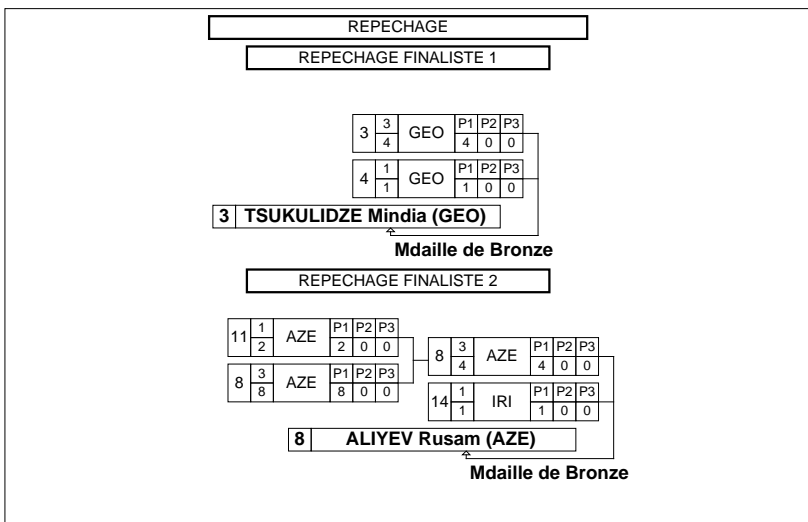 REPECHAGE
REPECHAGE FINALISTE 1
3 3 GEO P1 P2 P3
4 4 0 0
4 1 GEO P1 P2 P3
1 1 0 0
3 TSUKULIDZE Mindia (GEO)
Mdaille de Bronze
REPECHAGE FINALISTE 2
11 1 AZE P1 P2 P3
2 2 0 0
8 3 AZE P1 P2 P3
4 4 0 0
8 3 AZE P1 P2 P3
8 8 0 0
14 1 IRI P1 P2 P3
1 1 0 0
8 ALIYEV Rusam (AZE)
Mdaille de Bronze